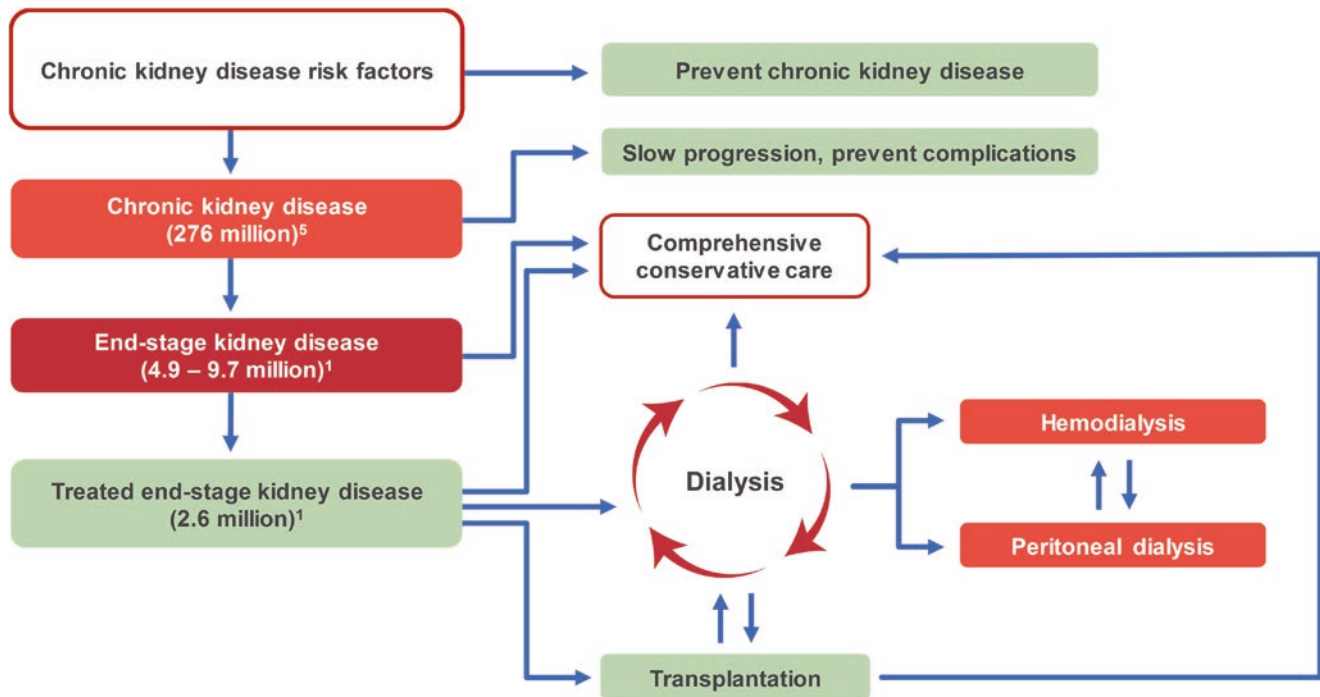 Chronic kidney disease risk factors
Prevent chronic kidney disease
Slow progression, prevent complications
Chronic kidney disease
(276 million)⁵
Comprehensive
conservative care
End-stage kidney disease
(4.9 – 9.7 million)¹
Hemodialysis
Treated end-stage kidney disease
(2.6 million)¹
Dialysis
Peritoneal dialysis
Transplantation